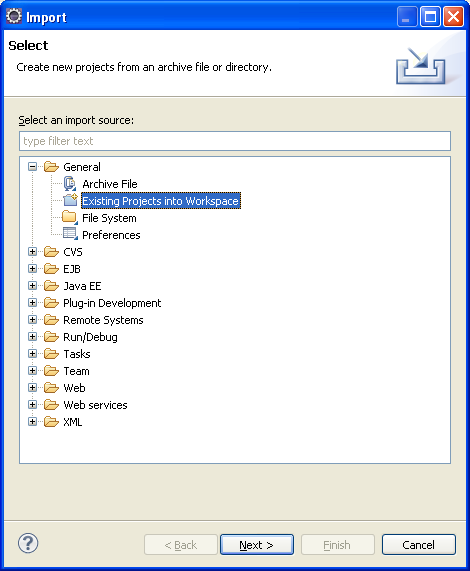 Import
Select
Create new projects from an archive file or directory.
Select an import source:
type filter text
General
Archive File
Existing Projects into Workspace
File System
Preferences
CVS
EJB
Java EE
Plug-in Development
Remote Systems
Run/Debug
Tasks
Team
Web
Web services
XML
? < Back Next > Finish Cancel